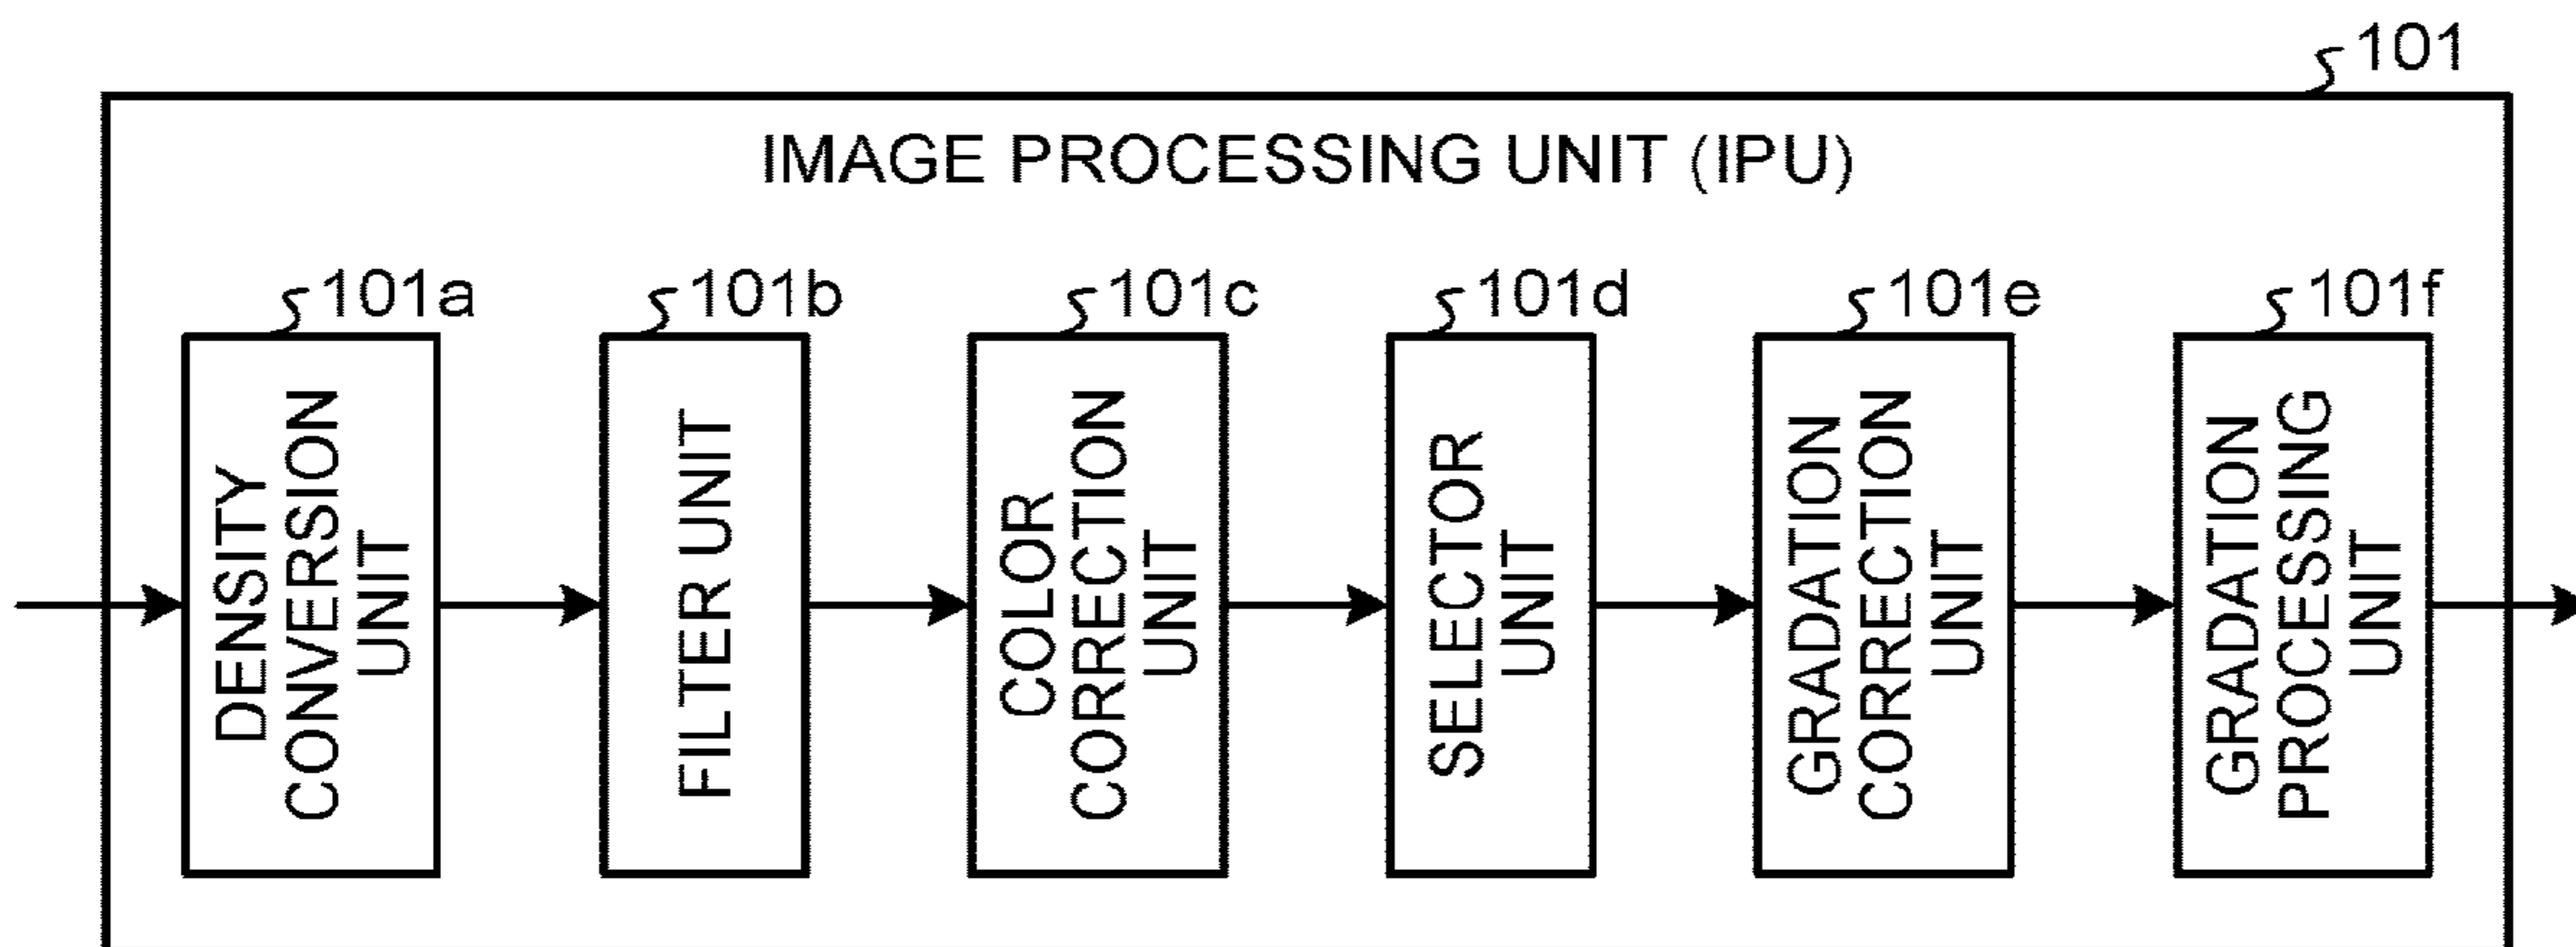 101
IMAGE PROCESSING UNIT (IPU)
101a
101b
101c
101d
101e
101f
DENSITY
CONVERSION
UNIT
FILTER UNIT
COLOR
CORRECTION
UNIT
SELECTOR
UNIT
GRADATION
CORRECTION
UNIT
GRADATION
PROCESSING
UNIT